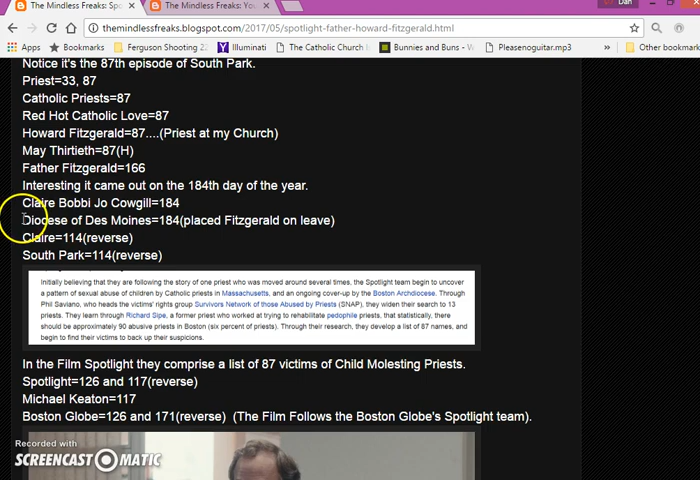 The Mindless Freaks: Spo
The Mindless Freaks: You
Dan
themindlessfreaks.blogspot.com/2017/05/spotlight-father-howard-fitzgerald.html
Apps
Bookmarks
Ferguson Shooting 22
Illuminati
The Catholic Church
Bunnies and Buns - W
Pleasenoguitar.mp3
»
Other bookmark
Notice it's the 87th episode of South Park.
Priest=33, 87
Catholic Priests=87
Red Hot Catholic Love=87
Howard Fitzgerald=87....(Priest at my Church)
May Thirtieth=87(H)
Father Fitzgerald=166
Interesting it came out on the 184th day of the year.
Claire Bobbi Jo Cowgill=184
Diocese of Des Moines=184(placed Fitzgerald on leave)
Claire=114(reverse)
South Park=114(reverse)
Initially believing that they are following the story of one priest who was moved around several times, the Spotlight team begin to uncover
a pattern of sexual abuse of children by Catholic priests in Massachusetts, and an ongoing cover-up by the Boston Archdiocese. Through
Phil Saviano, who heads the victims' rights group Survivors Network of those Abused by Priests (SNAP), they widen their search to 13
priests. They learn through Richard Sipe, a former priest who worked at trying to rehabilitate pedophile priests, that statistically, there
should be approximately 90 abusive priests in Boston (six percent of priests). Through their research, they develop a list of 87 names, and
begin to find their victims to back up their suspicions.
In the Film Spotlight they comprise a list of 87 victims of Child Molesting Priests.
Spotlight=126 and 117(reverse)
Michael Keaton=117
Boston Globe=126 and 171(reverse)  (The Film Follows the Boston Globe's Spotlight team).
Recorded with
SCREENCAST-O-MATIC